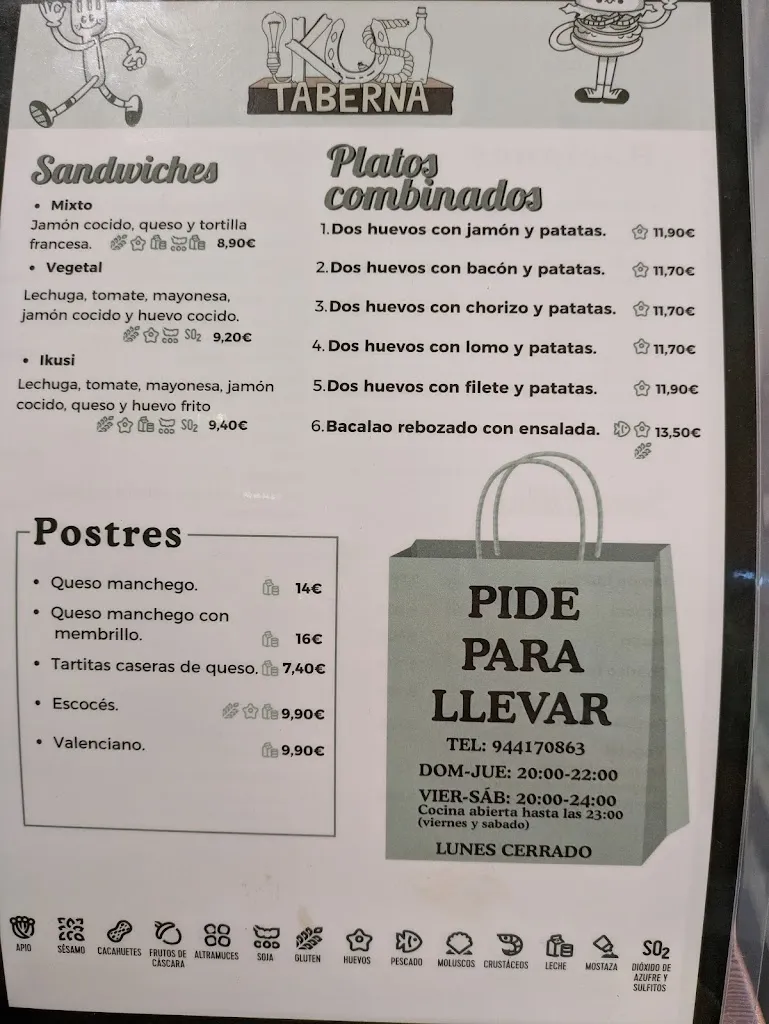 IKUSI
TABERNA
Sandwiches
• Mixto
Jamón cocido, queso y tortilla
francesa. 8,90€
• Vegetal
Lechuga, tomate, mayonesa,
jamón cocido y huevo cocido.
SO2 9,20€
• Ikusi
Lechuga, tomate, mayonesa, jamón
cocido, queso y huevo frito
SO2 9,40€
Platos
combinados
1.Dos huevos con jamón y patatas. 11,90€
2.Dos huevos con bacón y patatas. 11,70€
3.Dos huevos con chorizo y patatas. 11,70€
4.Dos huevos con lomo y patatas. 11,70€
5.Dos huevos con filete y patatas. 11,90€
6.Bacalao rebozado con ensalada. 13,50€
Postres
• Queso manchego. 14€
• Queso manchego con
membrillo. 16€
• Tartitas caseras de queso. 7,40€
• Escocés. 9,90€
• Valenciano. 9,90€
PIDE
PARA
LLEVAR
TEL: 944170863
DOM-JUE: 20:00-22:00
VIER-SÁB: 20:00-24:00
Cocina abierta hasta las 23:00
(viernes y sabado)
LUNES CERRADO
APIO
SÉSAMO
CACAHUETES
FRUTOS DE
CÁSCARA
ALTRAMUCES
SOJA
GLUTEN
HUEVOS
PESCADO
MOLUSCOS
CRUSTÁCEOS
LECHE
MOSTAZA
SO2
DIÓXIDO DE
AZUFRE Y
SULFITOS